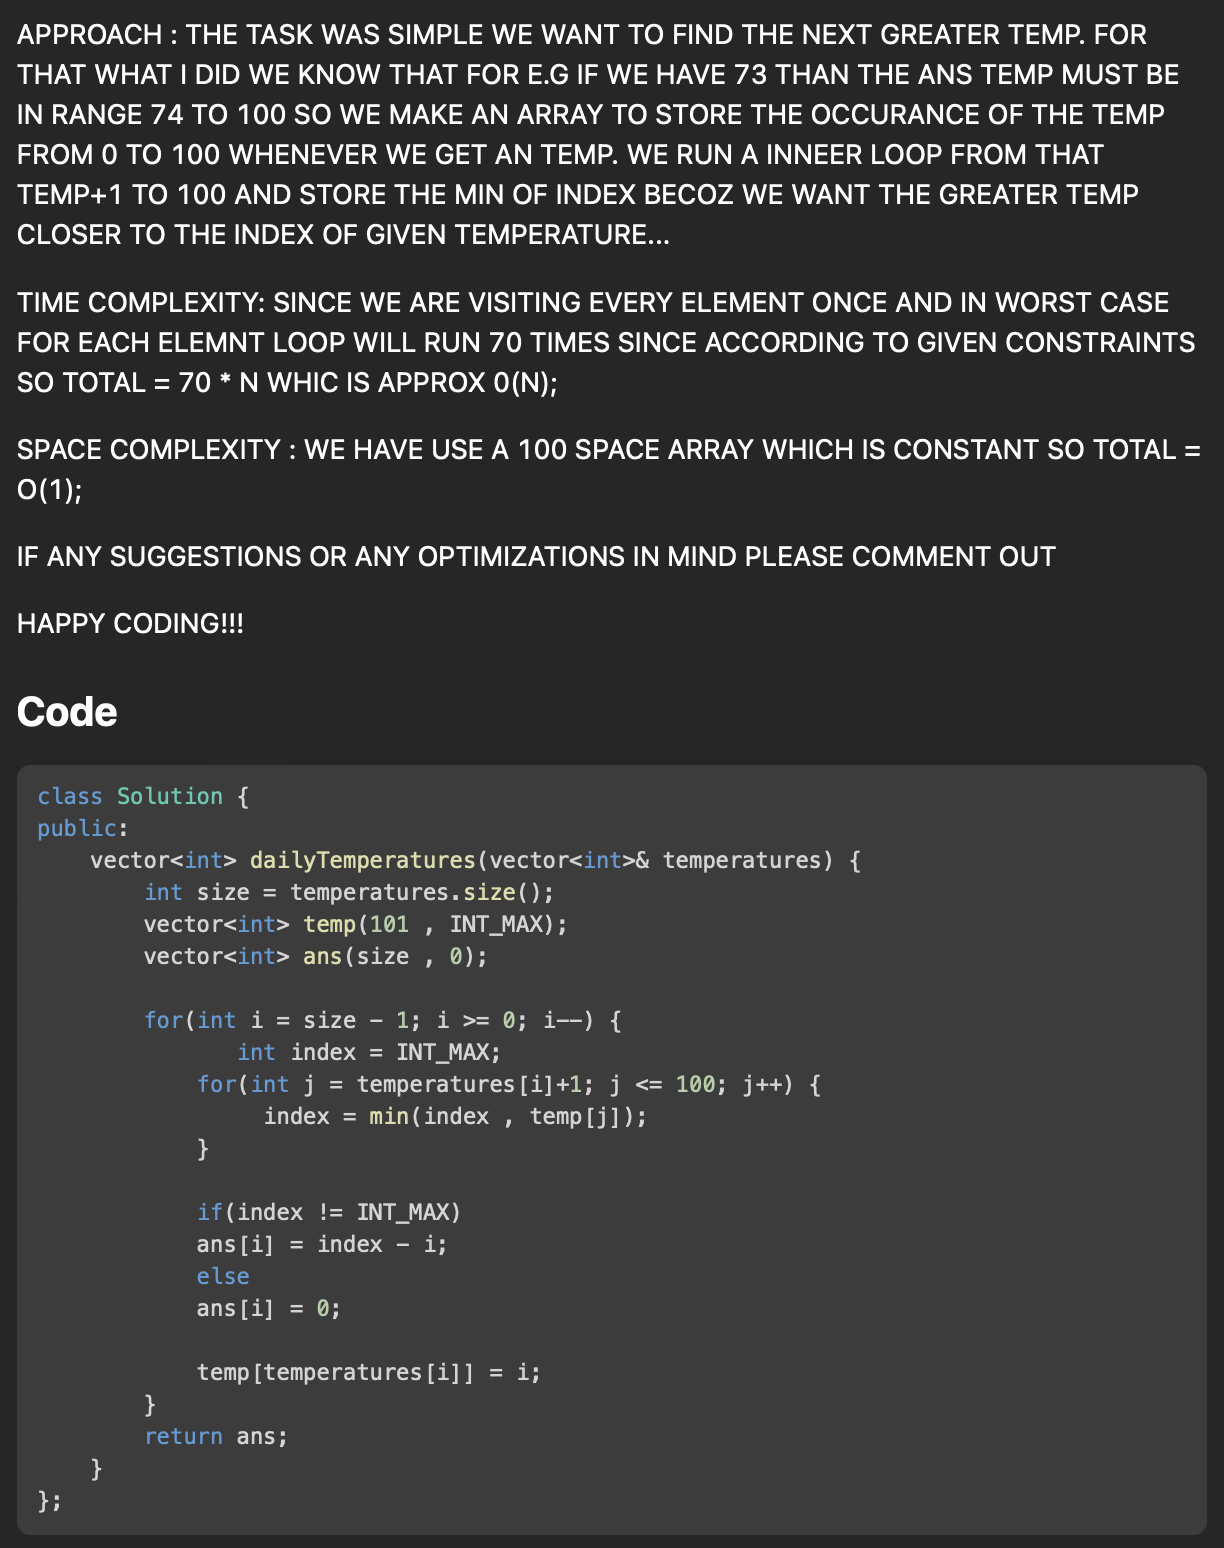 APPROACH : THE TASK WAS SIMPLE WE WANT TO FIND THE NEXT GREATER TEMP. FOR
THAT WHAT I DID WE KNOW THAT FOR E.G IF WE HAVE 73 THAN THE ANS TEMP MUST BE
IN RANGE 74 TO 100 SO WE MAKE AN ARRAY TO STORE THE OCCURANCE OF THE TEMP
FROM 0 TO 100 WHENEVER WE GET AN TEMP. WE RUN A INNEER LOOP FROM THAT
TEMP+1 TO 100 AND STORE THE MIN OF INDEX BECOZ WE WANT THE GREATER TEMP
CLOSER TO THE INDEX OF GIVEN TEMPERATURE...
TIME COMPLEXITY: SINCE WE ARE VISITING EVERY ELEMENT ONCE AND IN WORST CASE
FOR EACH ELEMNT LOOP WILL RUN 70 TIMES SINCE ACCORDING TO GIVEN CONSTRAINTS
SO TOTAL = 70 * N WHIC IS APPROX 0(N);
SPACE COMPLEXITY : WE HAVE USE A 100 SPACE ARRAY WHICH IS CONSTANT SO TOTAL =
O(1);
IF ANY SUGGESTIONS OR ANY OPTIMIZATIONS IN MIND PLEASE COMMENT OUT
HAPPY CODING!!!
Code
class Solution {
public:
    vector<int> dailyTemperatures(vector<int>& temperatures) {
        int size = temperatures.size();
        vector<int> temp(101 , INT_MAX);
        vector<int> ans(size , 0);
        for(int i = size - 1; i >= 0; i--) {
               int index = INT_MAX;
            for(int j = temperatures[i]+1; j <= 100; j++) {
                 index = min(index , temp[j]);
            }
            if(index != INT_MAX)
            ans[i] = index - i;
            else
            ans[i] = 0;
            temp[temperatures[i]] = i;
        }
        return ans;
    }
};